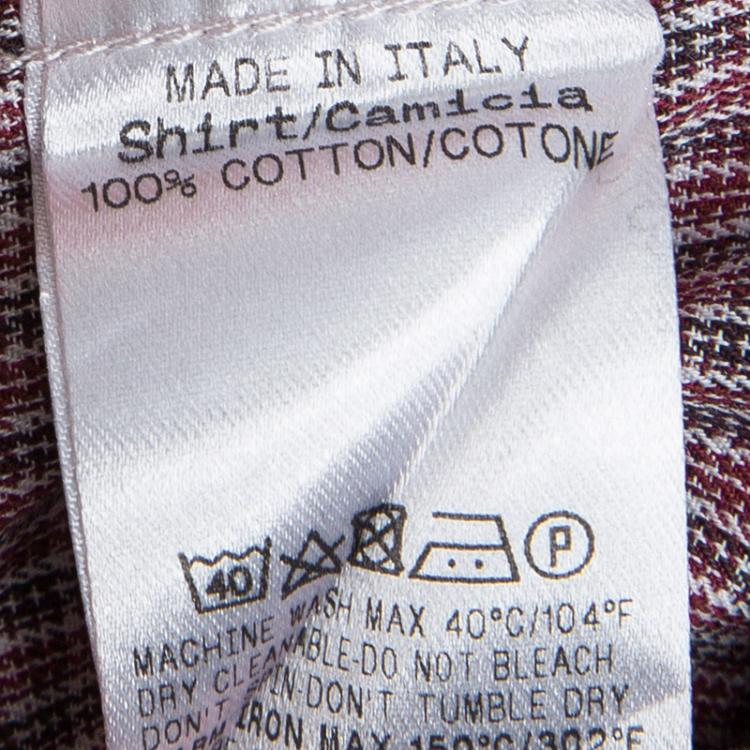 MADE IN ITALY
Shirt/Camicia
100% COTTON/COTONE
40 P
MACHINE WASH MAX 40°C/104°F
DRY CLEANABLE-DO NOT BLEACH
DON'T TUMBLE DRY
DON'T IRON MAX 150°C/302°F